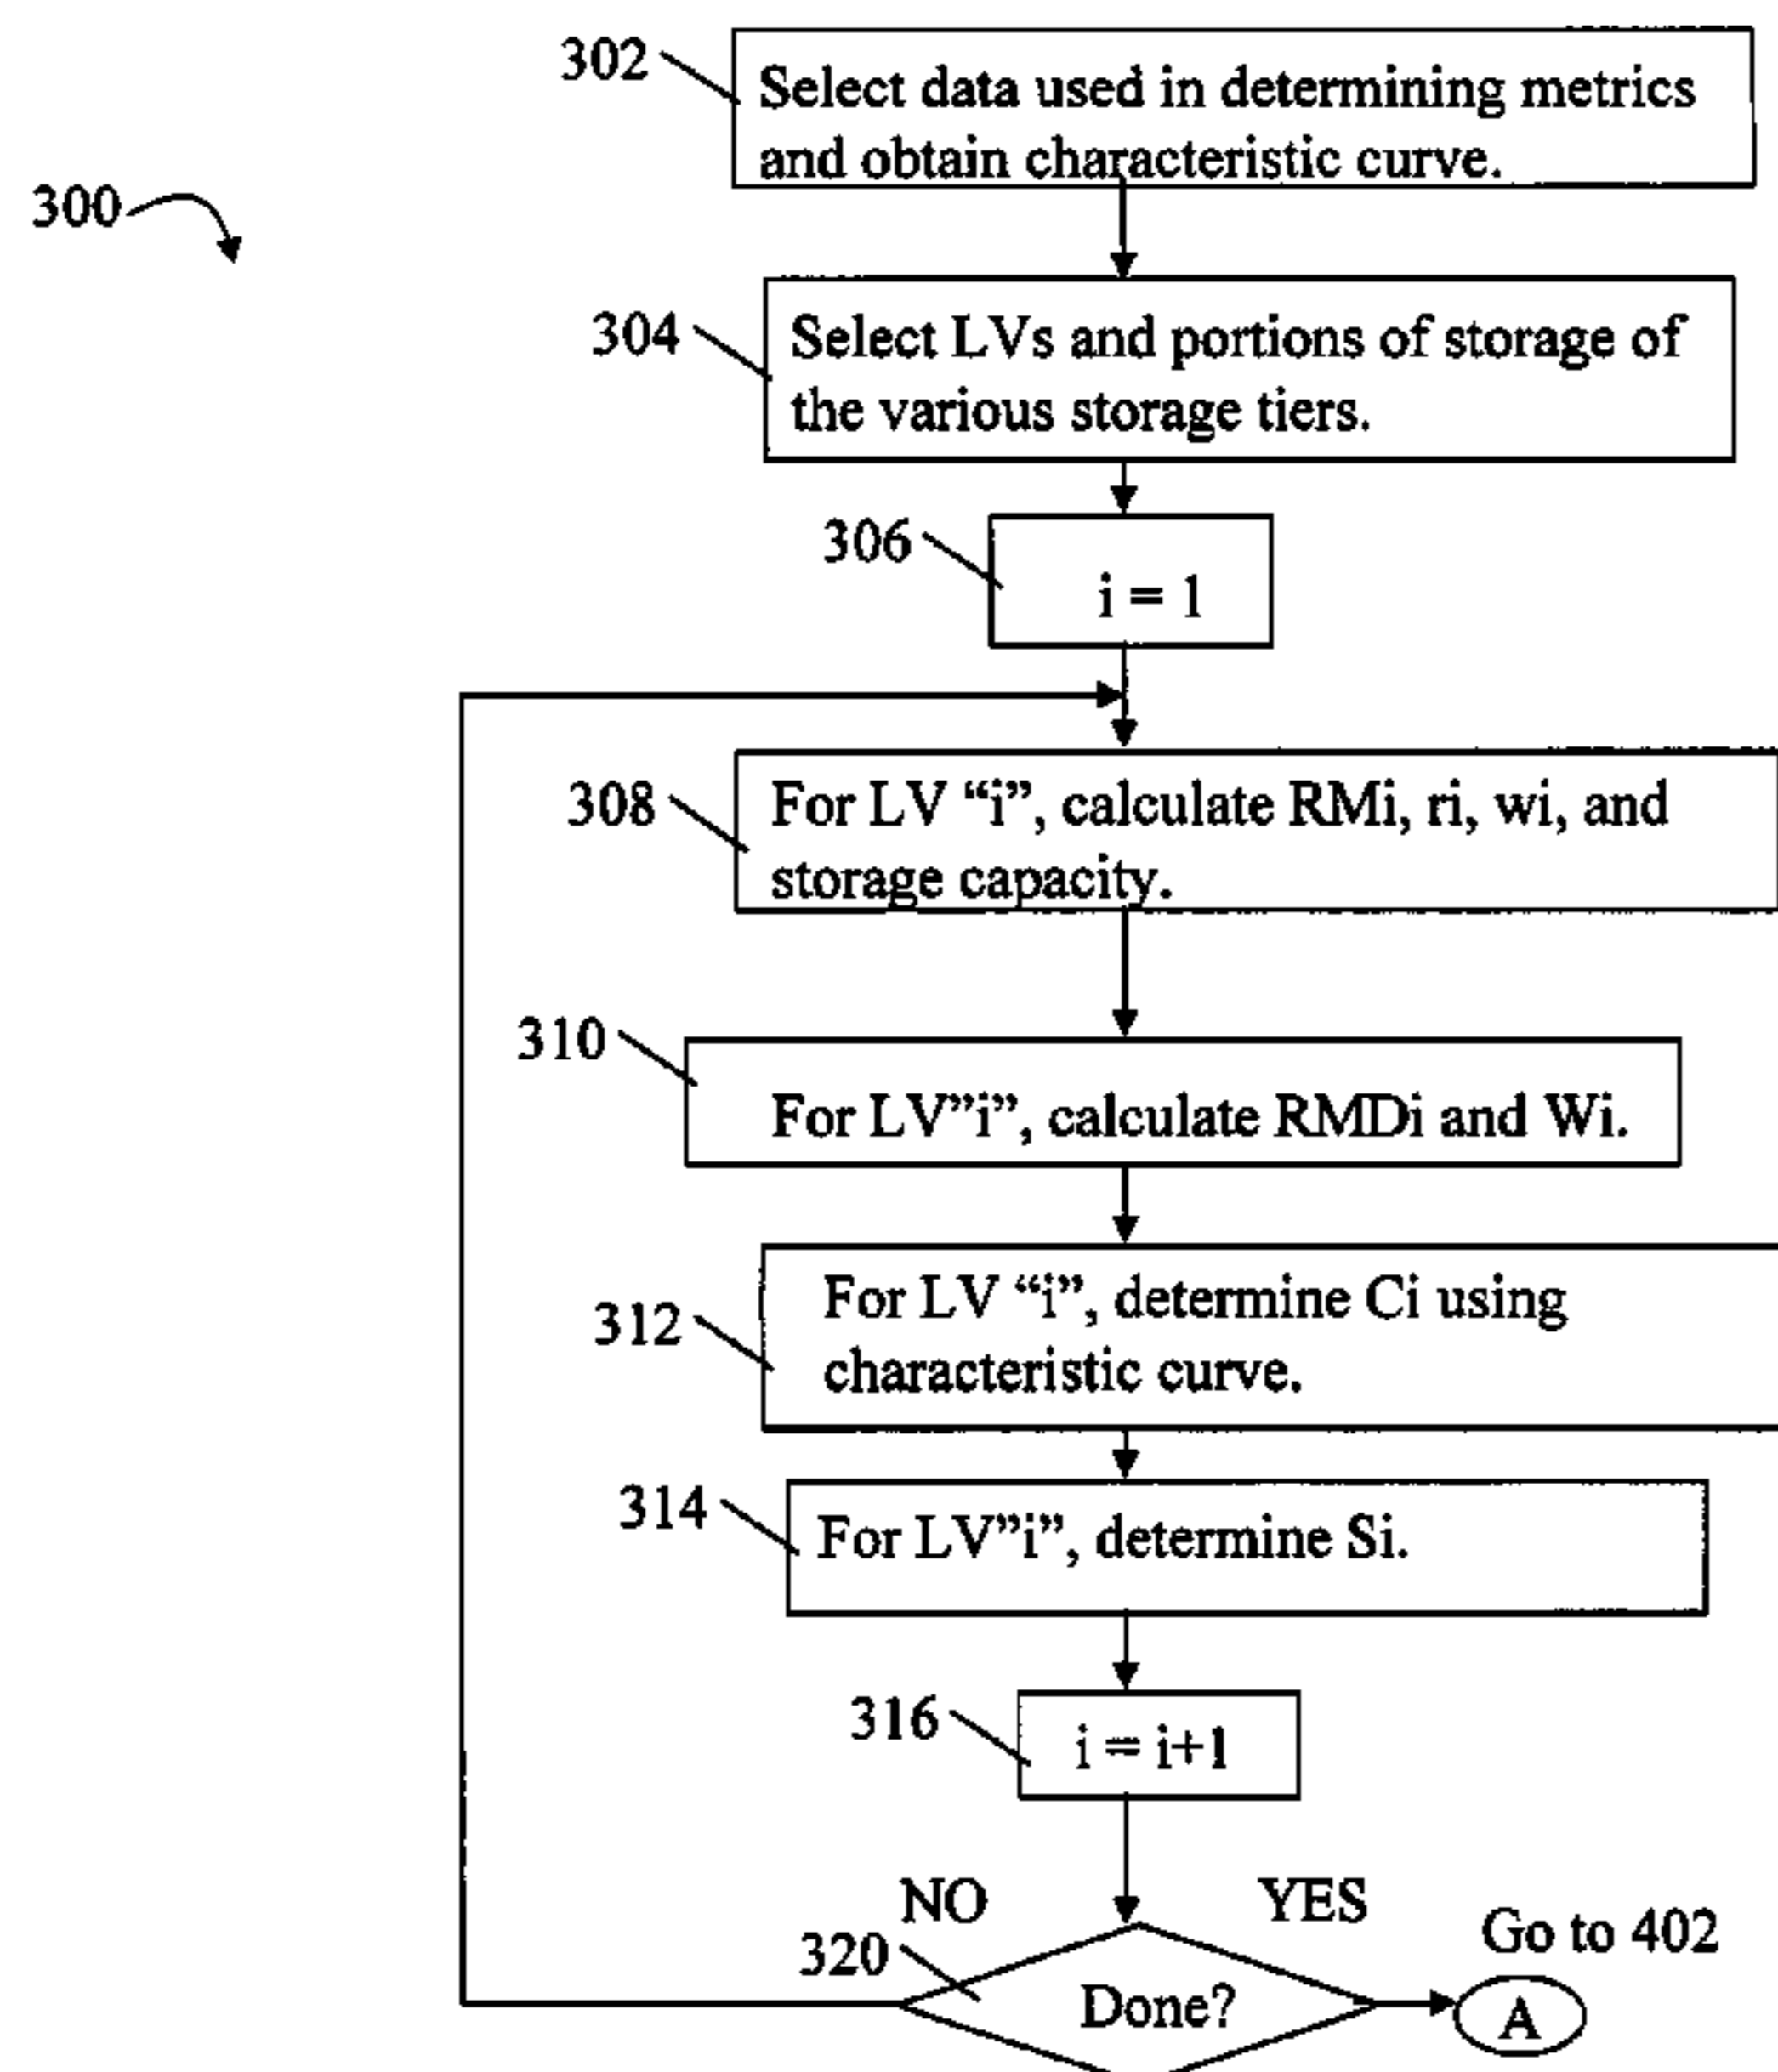 302
Select data used in determining metrics
and obtain characteristic curve.
300
304
Select LVs and portions of storage of
the various storage tiers.
306
i = 1
308
For LV “i”, calculate RMi, ri, wi, and
storage capacity.
310
For LV”i”, calculate RMDi and Wi.
312
For LV “i”, determine Ci using
characteristic curve.
314
For LV”i”, determine Si.
316
i = i+1
NO
YES
Go to 402
320
Done?
A